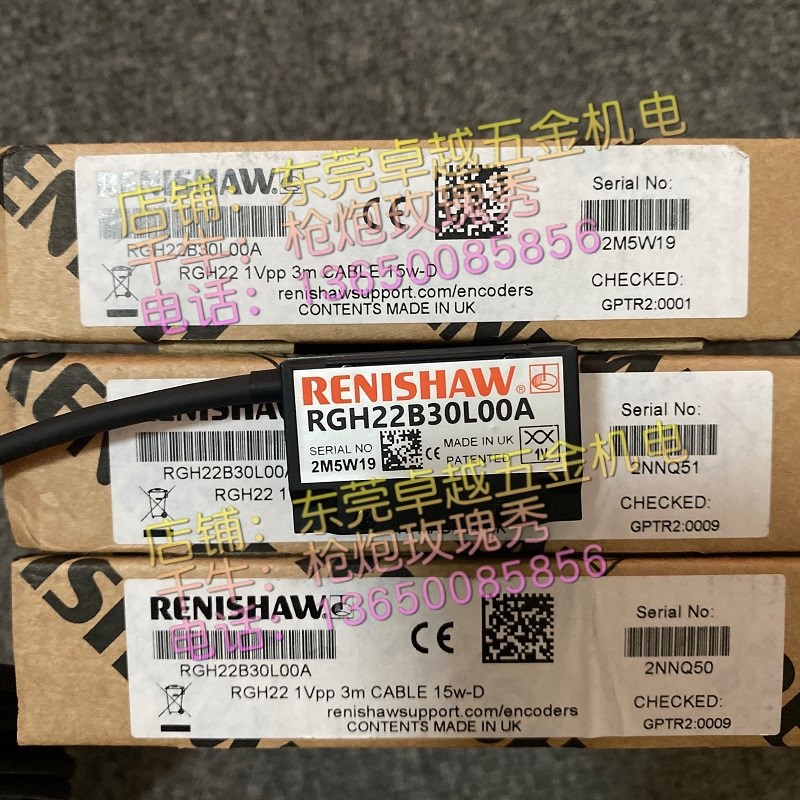 RENISHAW
RGH22B30L00A
RGH22 1Vpp 3m CABLE 15w-D
renishawsupport.com/encoders
CONTENTS MADE IN UK
CE
Serial No:
2M5W19
CHECKED:
GPTR2:0001
店铺：东莞卓越五金机电
千牛：枪炮玫瑰秀
电话：13650085856
RENISHAW®
RGH22B30L00A
SERIAL NO
2M5W19
CE
MADE IN UK
PATENTED
1V
RGH22B30L00A
RGH22 1
Serial No:
2NNQ51
CHECKED:
GPTR2:0009
店铺：东莞卓越五金机电
千牛：枪炮玫瑰秀
电话：13650085856
RENISHAW
RGH22B30L00A
RGH22 1Vpp 3m CABLE 15w-D
renishawsupport.com/encoders
CONTENTS MADE IN UK
CE
Serial No:
2NNQ50
CHECKED:
GPTR2:0009